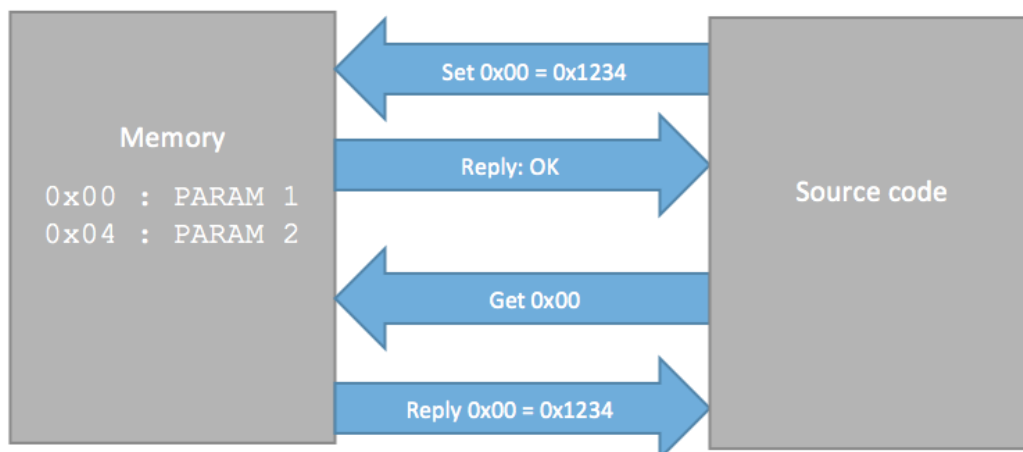 Memory
0x00 : PARAM 1
0x04 : PARAM 2
Set 0x00 = 0x1234
Reply: OK
Get 0x00
Reply 0x00 = 0x1234
Source code